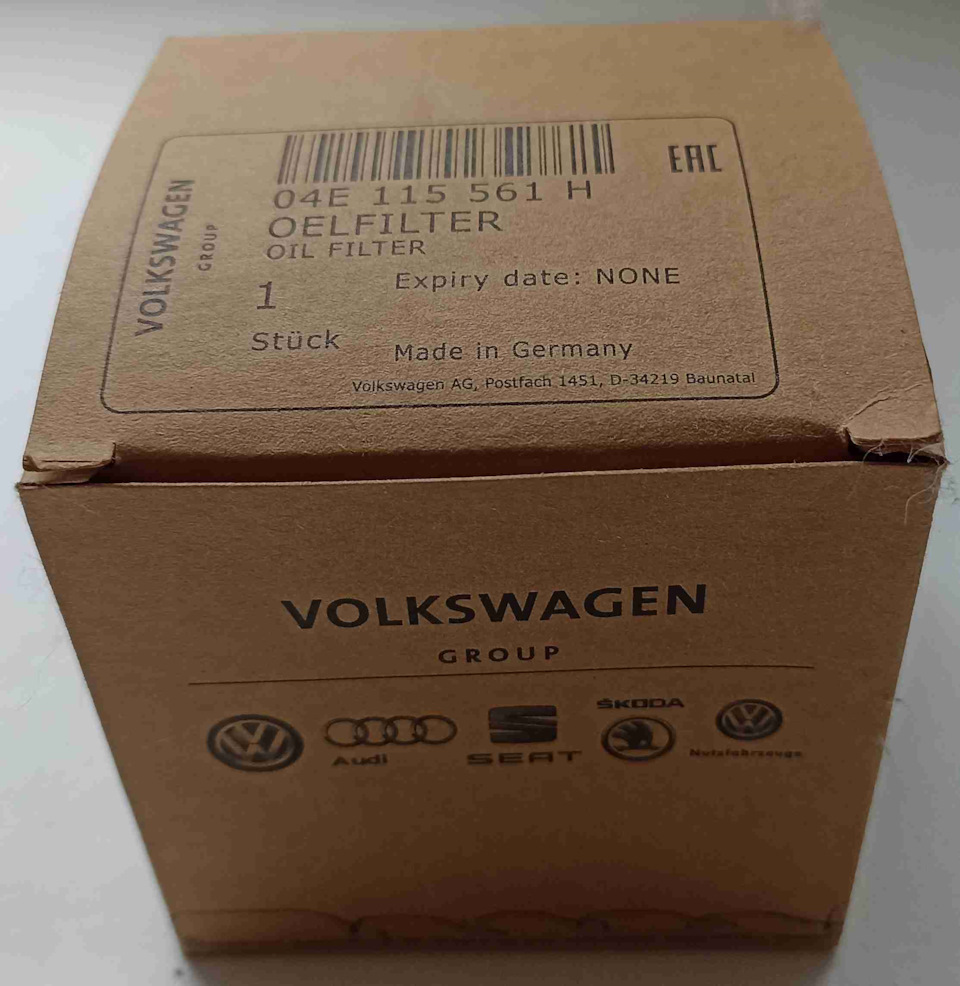 EAC
04E 115 561 H
OELFILTER
OIL FILTER
VOLKSWAGEN
GROUP
1
Expiry date: NONE
Stück
Made in Germany
Volkswagen AG, Postfach 1451, D-34219 Baunatal
VOLKSWAGEN
GROUP
Audi
SEAT
ŠKODA
Nutzfahrzeuge